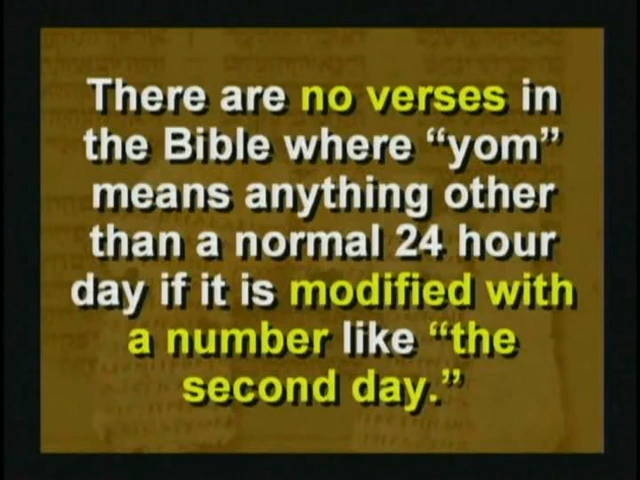 There are no verses in
the Bible where “yom”
means anything other
than a normal 24 hour
day if it is modified with
a number like “the
second day.”